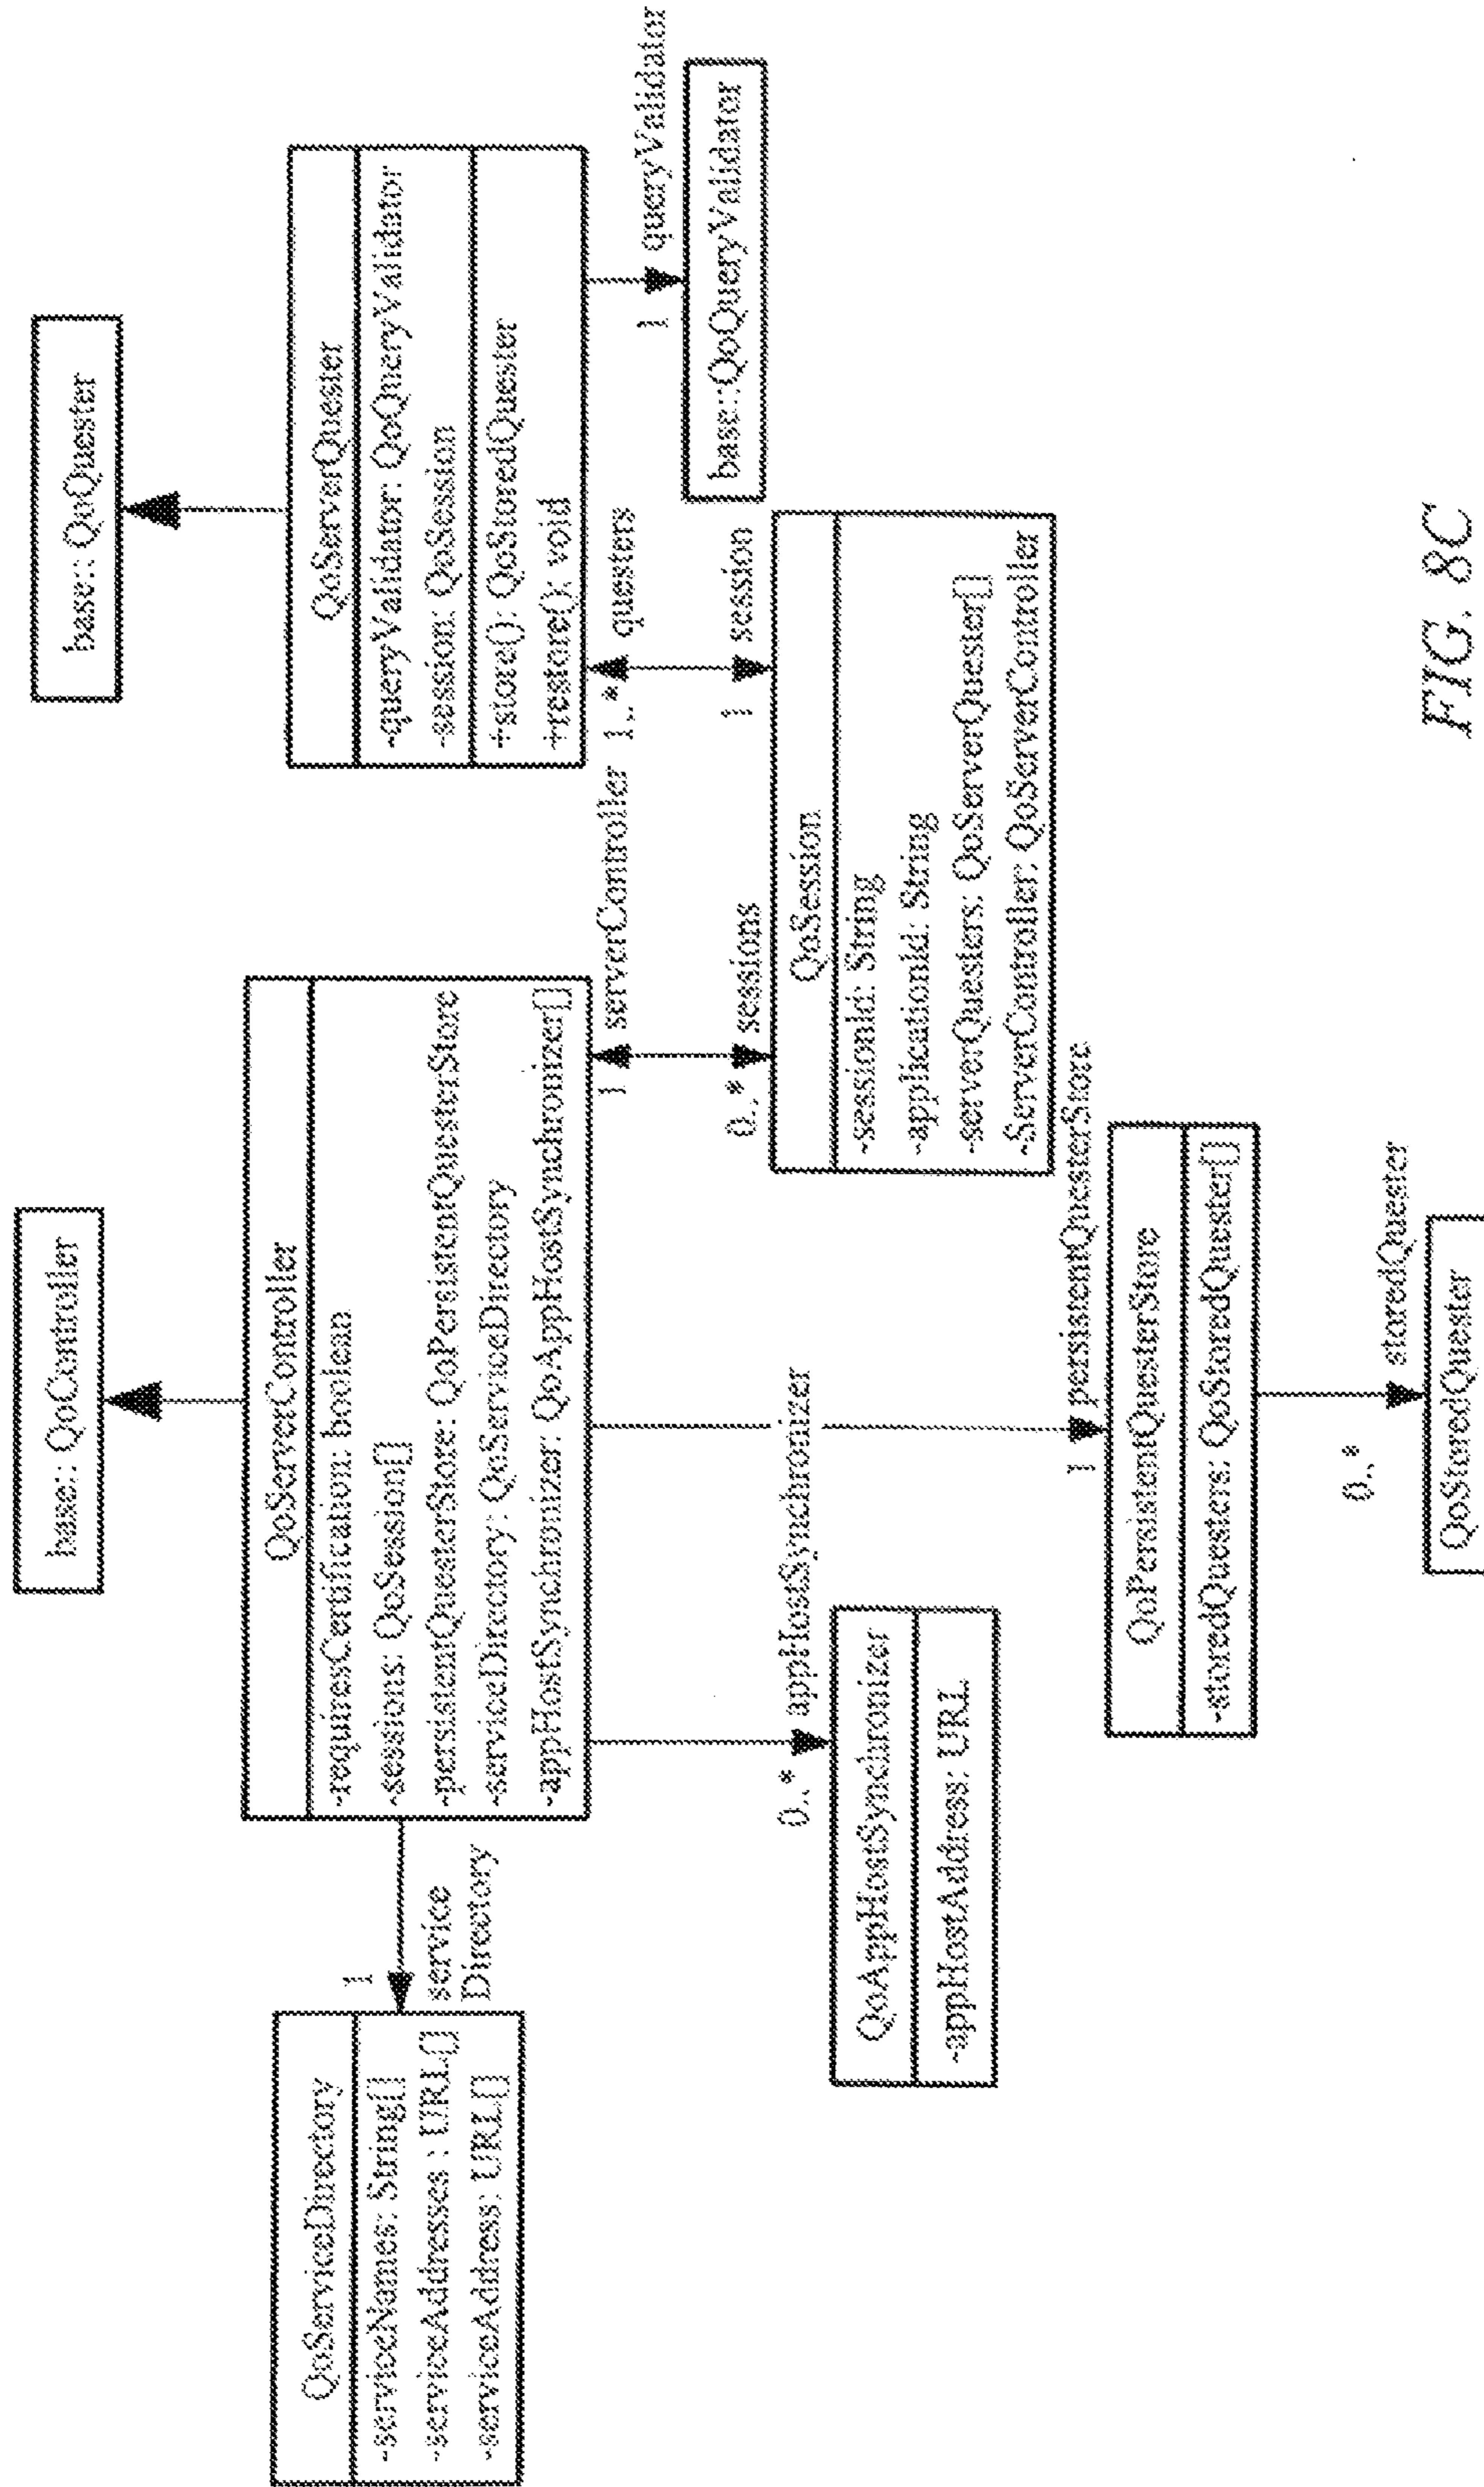 base:: QoController
base:: QoQuester
QoServiceDirectory
-serviceNames: String[]
-serviceAddresses : URL[]
-serviceAddress: URL[]
1
service
Directory
QoServerController
-requiresCertification: boolean
-sessions: QoSession[]
-persistentQuesterStore: QoPersistentQuesterStore
-serviceDirectory: QoServiceDirectory
-appHostSynchronizer: QoAppHostSynchronizer[]
QoServerQuester
-queryValidator: QoQueryValidator
-session: QoSession
+store(): QoStoredQuester
+restore(): void
1 serverController
1..* questers
1 queryValidator
0..* sessions
1 session
base::QoQueryValidator
0..* appHostSynchronizer
QoAppHostSynchronizer
-appHostAddress: URL
QoSession
-sessionId: String
-applicationId: String
-serverQuesters: QoServerQuester[]
-ServerController: QoServerController
1 persistentQuesterStore
QoPersistentQuesterStore
-storedQuesters: QoStoredQuester[]
0..* storedQuester
QoStoredQuester
FIG. 8C